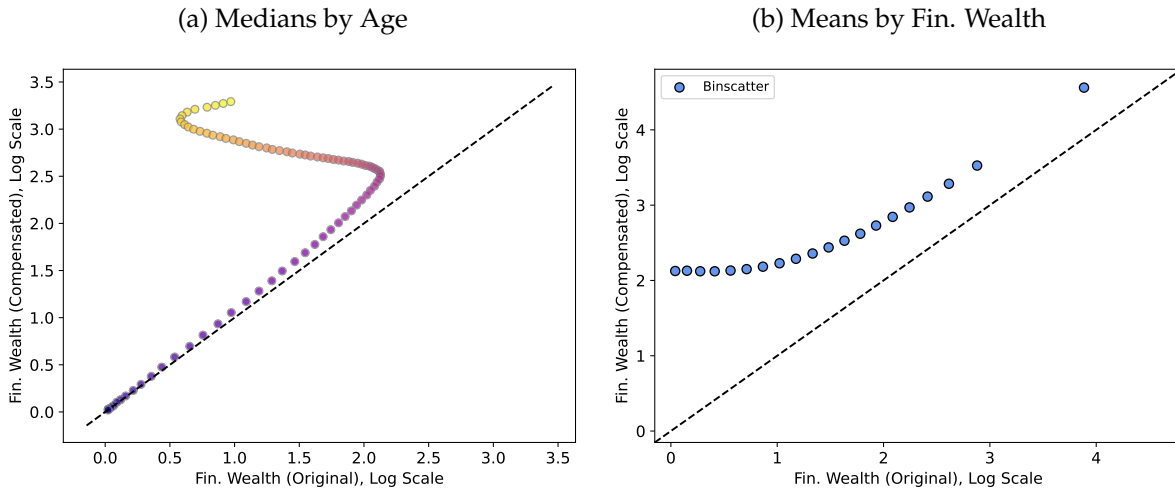 (a) Medians by Age
3.5
3.0
2.5
2.0
1.5
1.0
0.5
0.0
Fin. Wealth (Compensated), Log Scale
0.0 0.5 1.0 1.5 2.0 2.5 3.0 3.5
Fin. Wealth (Original), Log Scale
(b) Means by Fin. Wealth
Binscatter
4
3
2
1
0
Fin. Wealth (Compensated), Log Scale
0 1 2 3 4
Fin. Wealth (Original), Log Scale